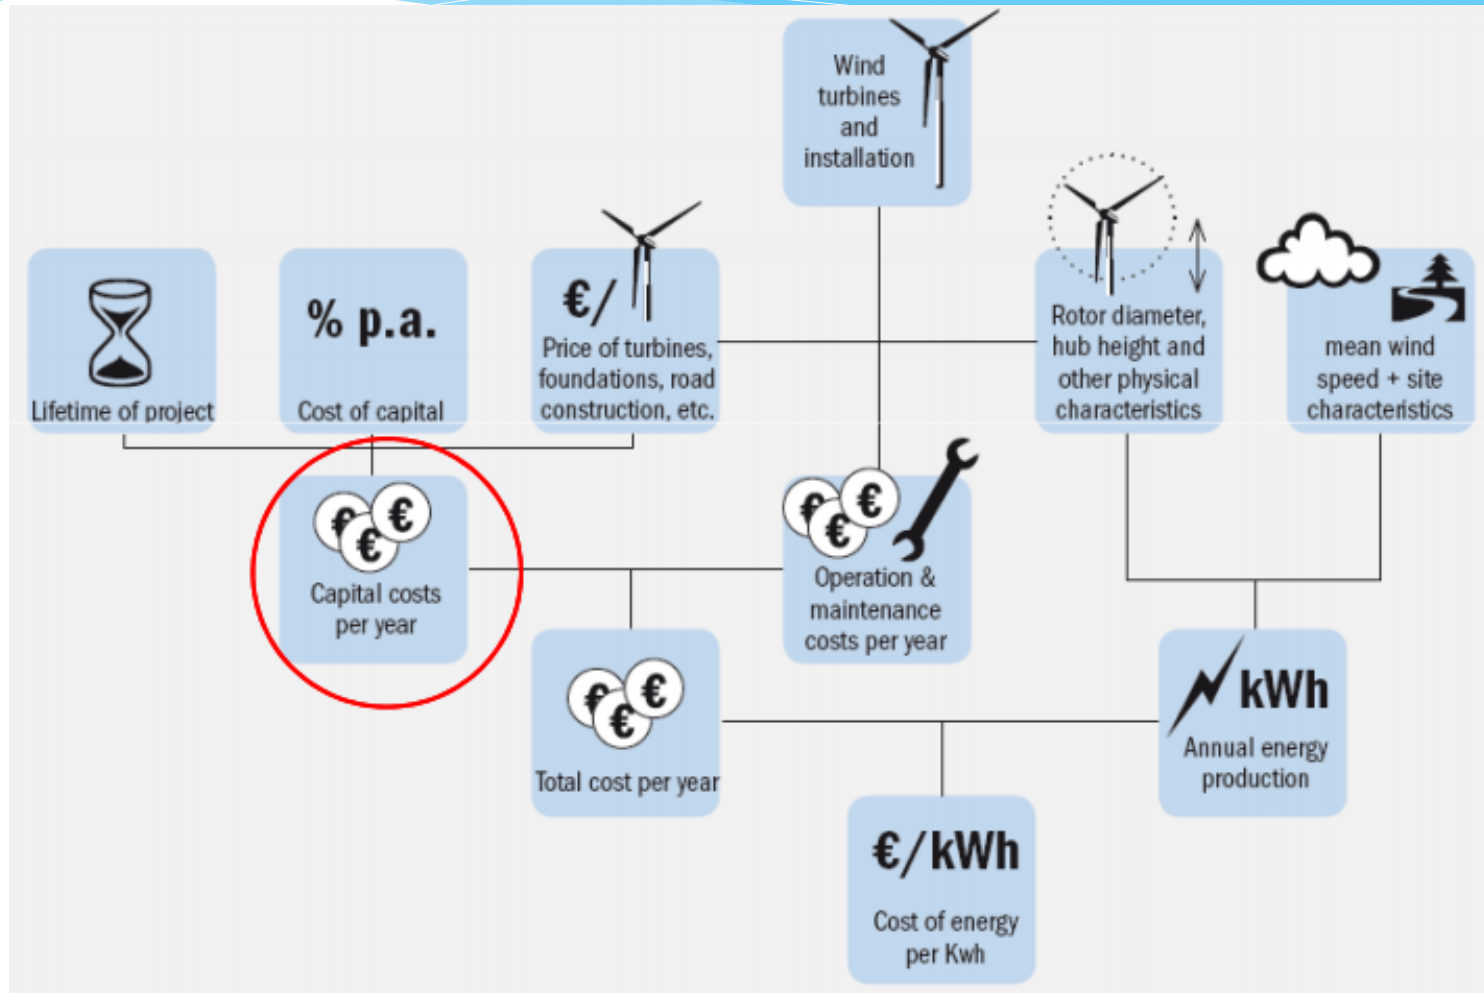 Wind
turbines
and
installation
Lifetime of project
% p.a.
Cost of capital
€/
Price of turbines,
foundations, road
construction, etc.
Rotor diameter,
hub height and
other physical
characteristics
mean wind
speed + site
characteristics
€ € €
Capital costs
per year
€ € €
Operation &
maintenance
costs per year
€ € €
Total cost per year
kWh
Annual energy
production
€/kWh
Cost of energy
per Kwh